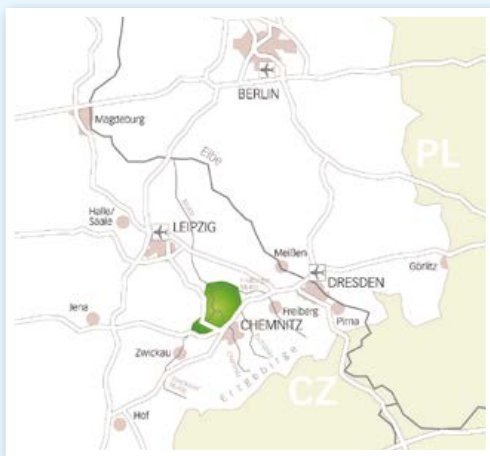 BERLIN
PL
Magdeburg
Elbe
Halle/
Saale
LEIPZIG
Meißen
Görlitz
DRESDEN
Jena
Freiberg
Pirna
CHEMNITZ
Zwickau
Erzgebirge
CZ
Hof